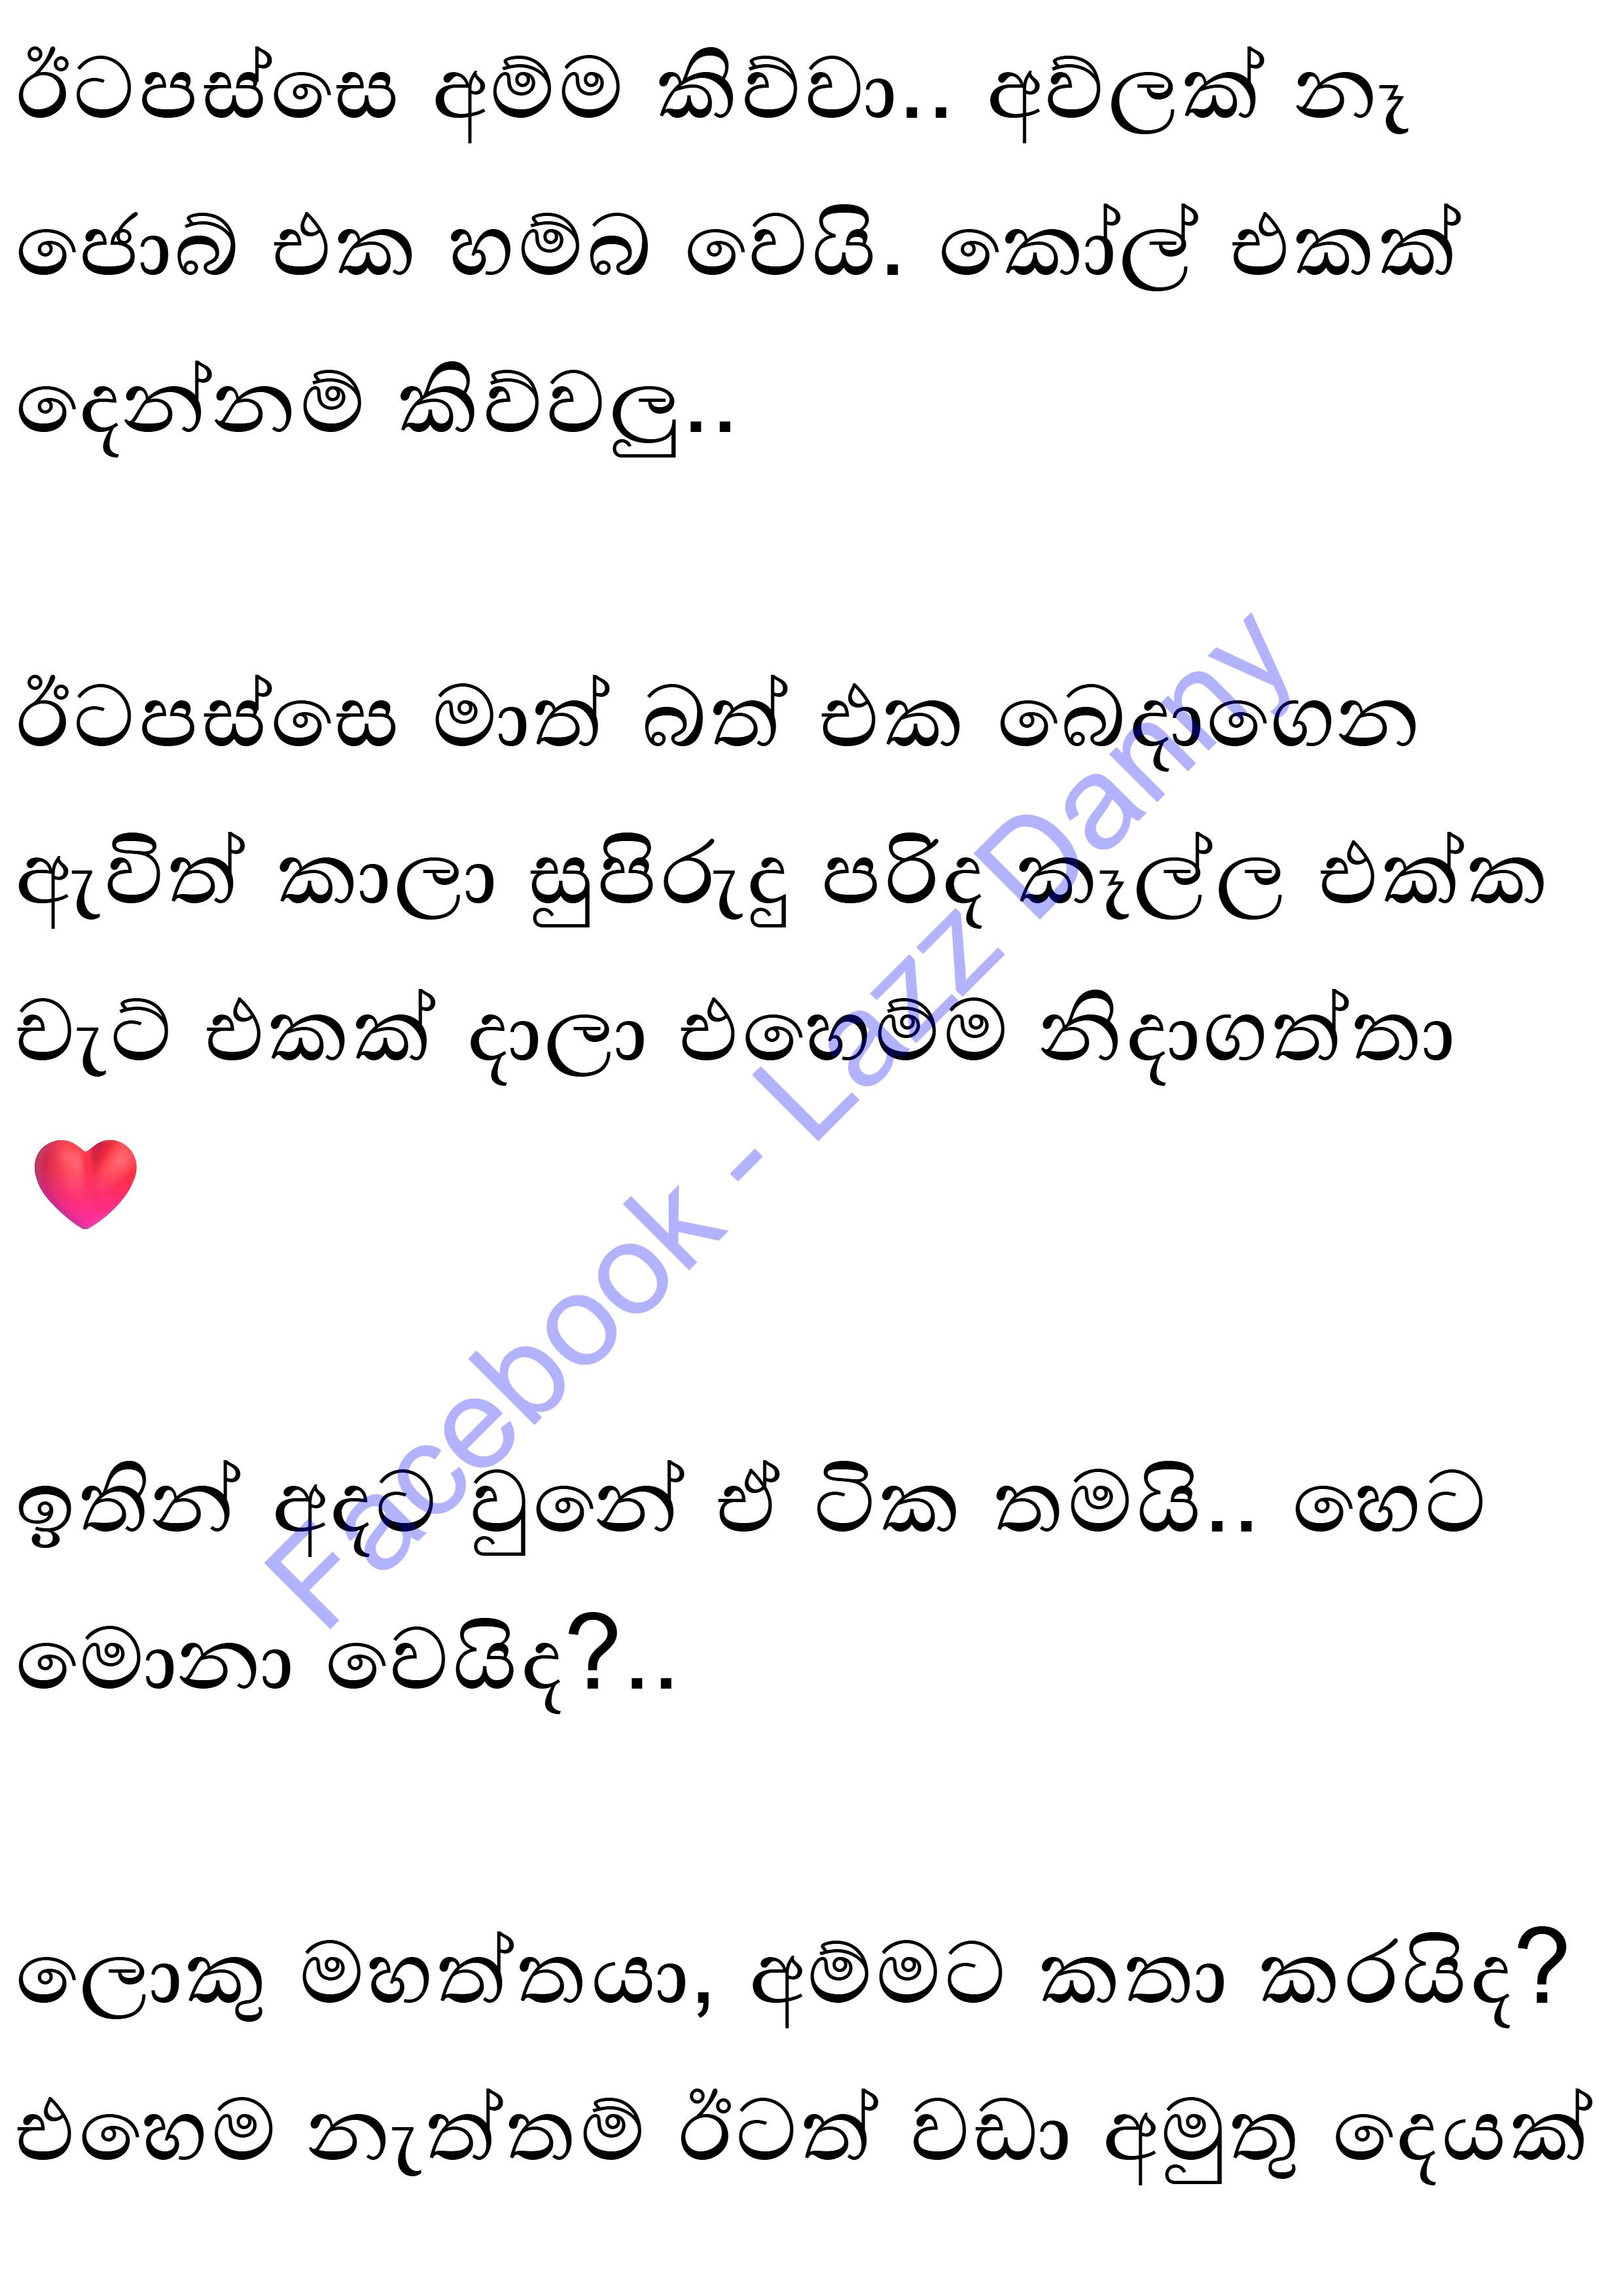 ඊටපස්සෙ අම්ම කිව්වා.. අව්ලක් නෑ
ජොබ් එක හම්බ වෙයි. කෝල් එකක්
දෙන්නම් කිව්වලු..
ඊටපස්සෙ මාත් බත් එක බෙදාගෙන
ඇවිත් කාලා සුපිරුදු පරිද කෑල්ල එක්ක
චැට් එකක් දාලා එහෙම්ම නිදාගත්තා
❤️
ඉතින් අදට වුනේ ඒ ටික තමයි.. හෙට
මොනා වෙයිද?..
ලොකු මහත්තයා, අම්මට කතා කරයිද?
එහෙම නැත්තම් ඊටත් වඩා අමුතු දෙයක්
Facebook - Lazz Danny